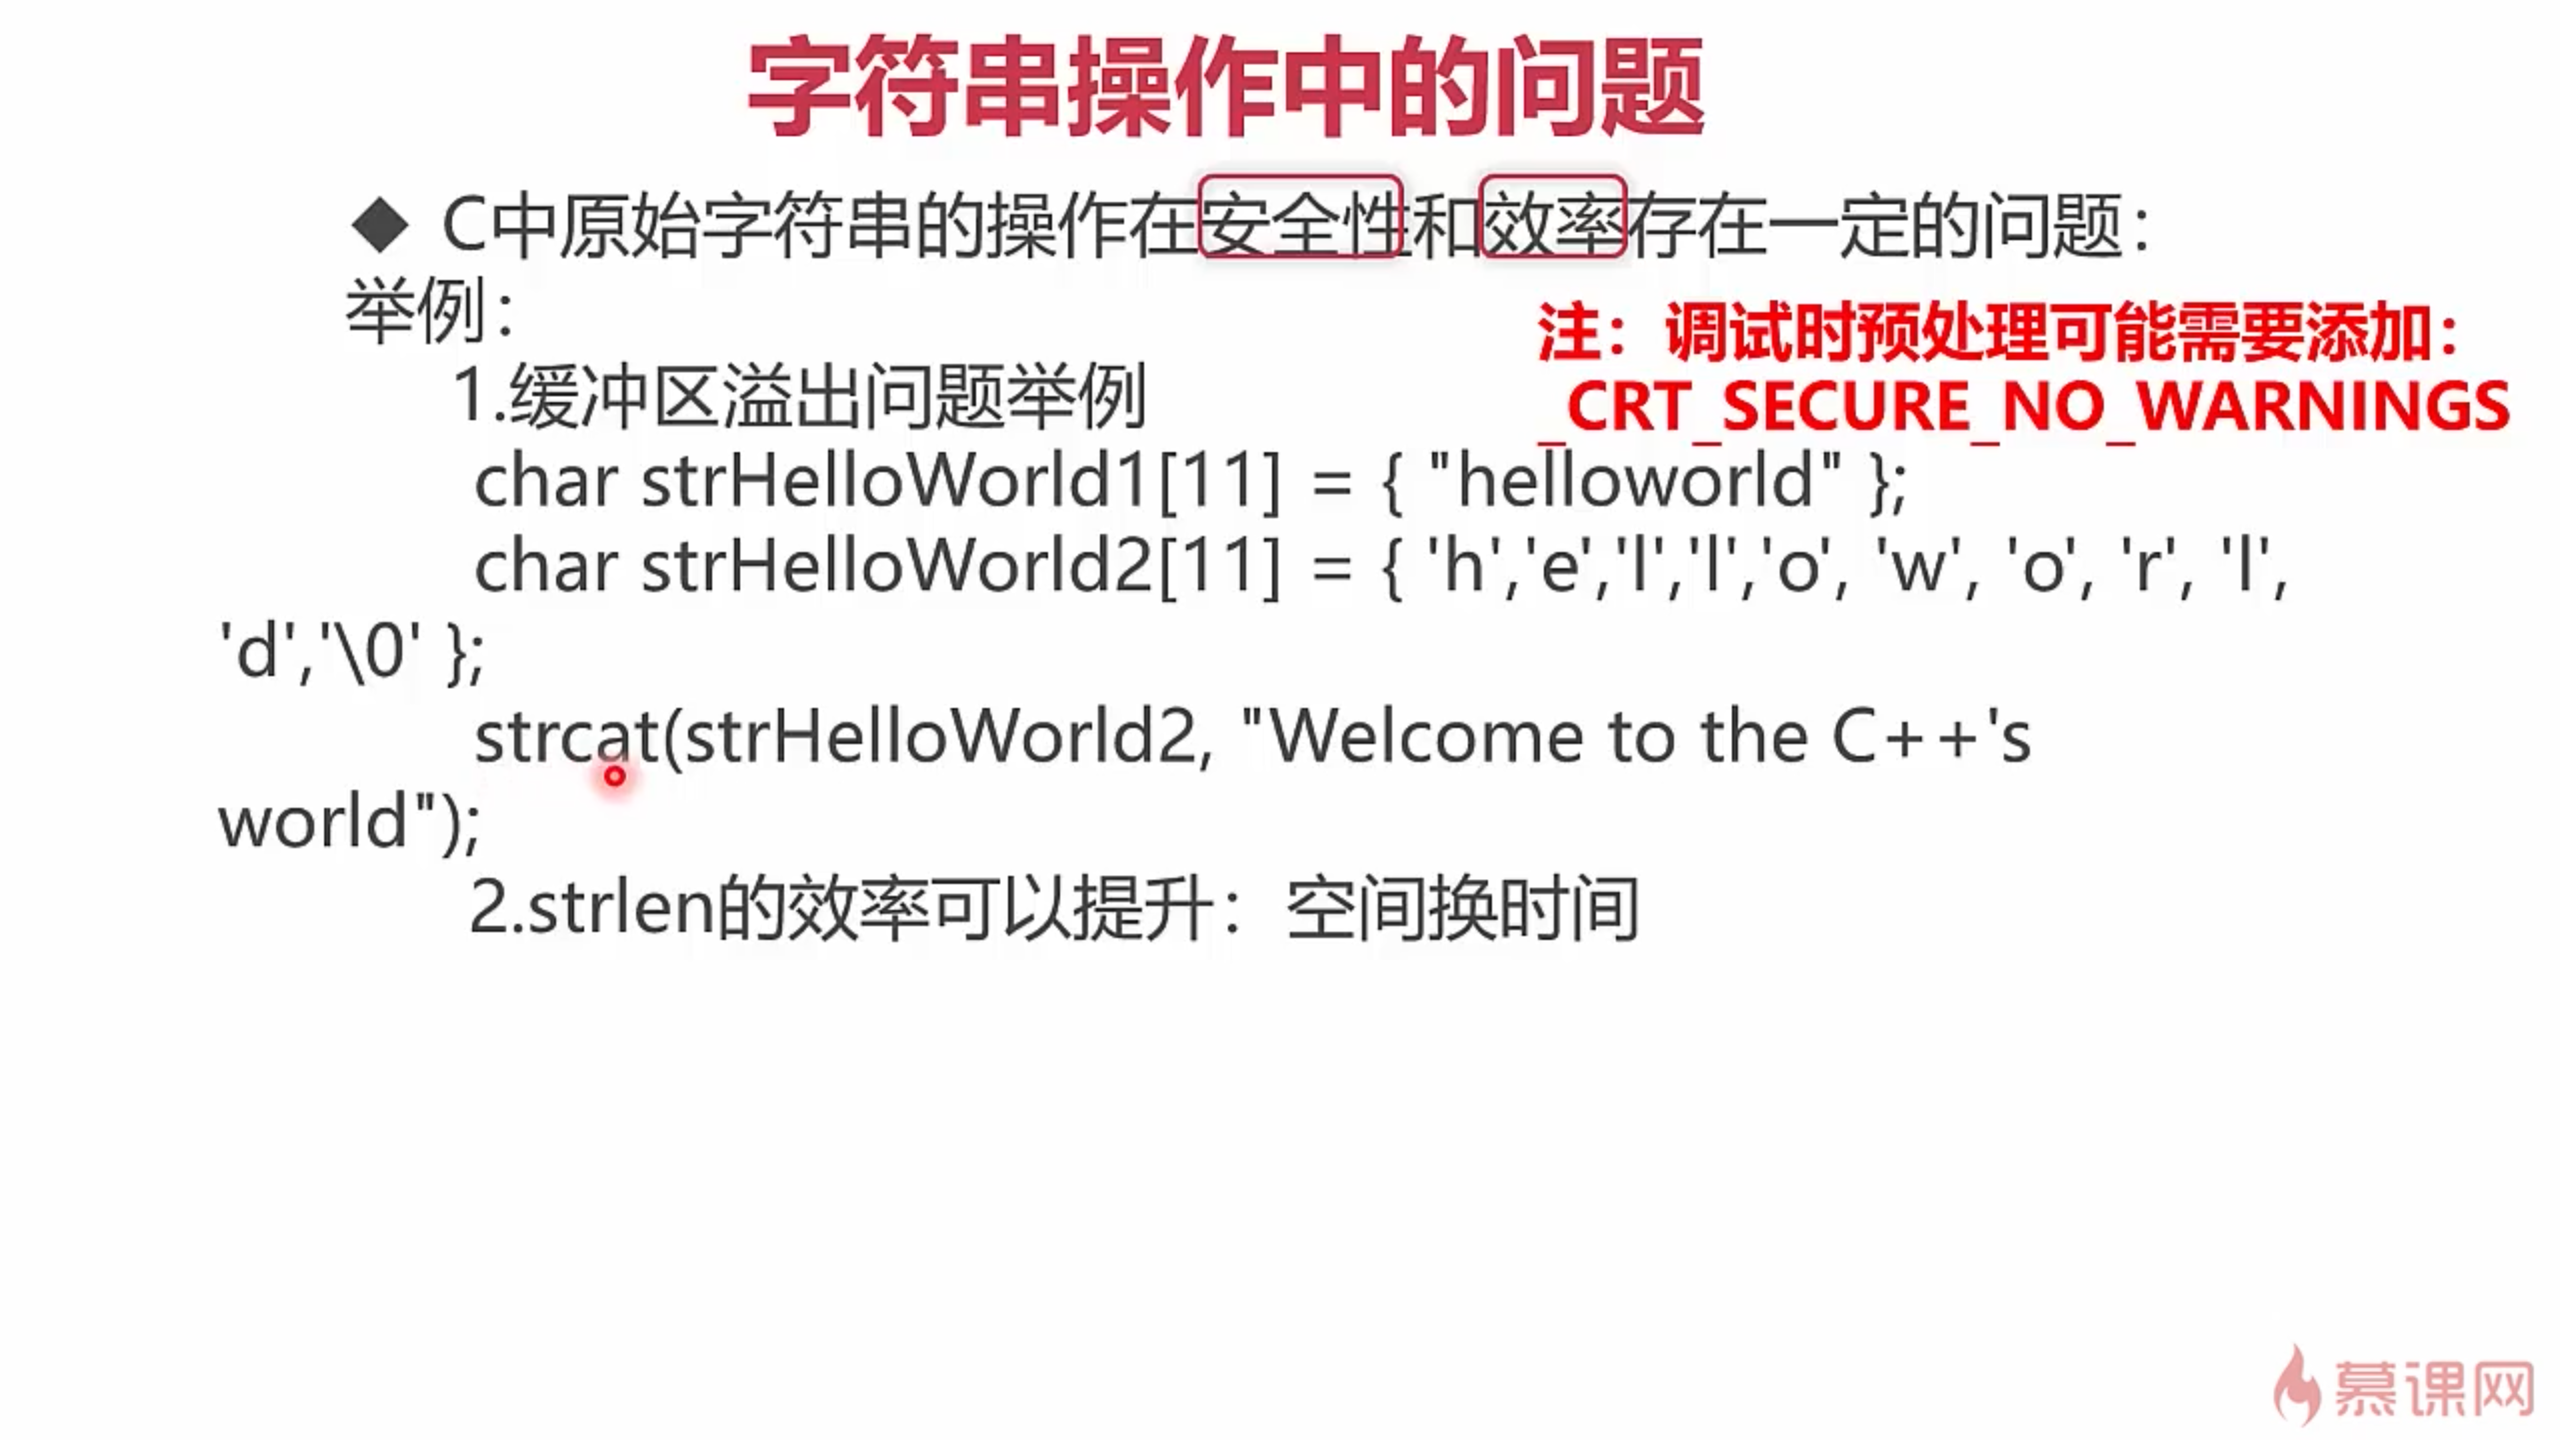 字符串操作中的问题
◆ C中原始字符串的操作在安全性和效率存在一定的问题：
举例：
注：调试时预处理可能需要添加：
_CRT_SECURE_NO_WARNINGS
1.缓冲区溢出问题举例
char strHelloWorld1[11] = { "helloworld" };
char strHelloWorld2[11] = { 'h','e','l','l','o', 'w', 'o', 'r', 'l',
'd','\0' };
strcat(strHelloWorld2, "Welcome to the C++'s
world");
2.strlen的效率可以提升：空间换时间
慕课网